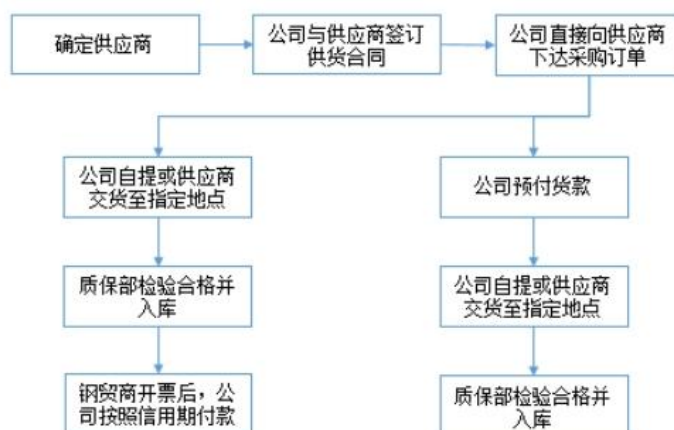 确定供应商
公司与供应商签订
供货合同
公司直接向供应商
下达采购订单
公司自提或供应商
交货至指定地点
公司预付货款
质保部检验合格并
入库
公司自提或供应商
交货至指定地点
钢贸商开票后，公
司按照信用期付款
质保部检验合格并
入库